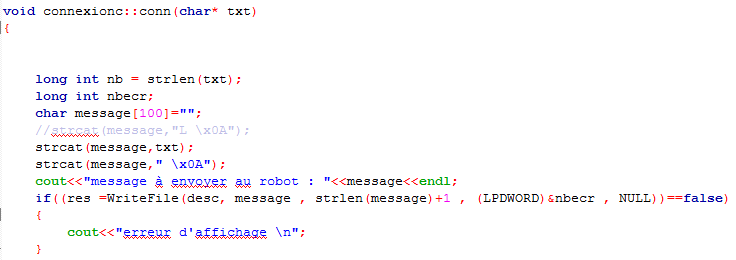 void connexionc::conn(char* txt)
{
long int nb = strlen(txt);
long int nbecr;
char message[100]="";
//strcat(message,"L \x0A");
strcat(message,txt);
strcat(message," \x0A");
cout<<"message à envoyer au robot : "<<message<<endl;
if((res =WriteFile(desc, message , strlen(message)+1 , (LPDWORD)&nbecr , NULL))==false)
{
cout<<"erreur d'affichage \n";
}